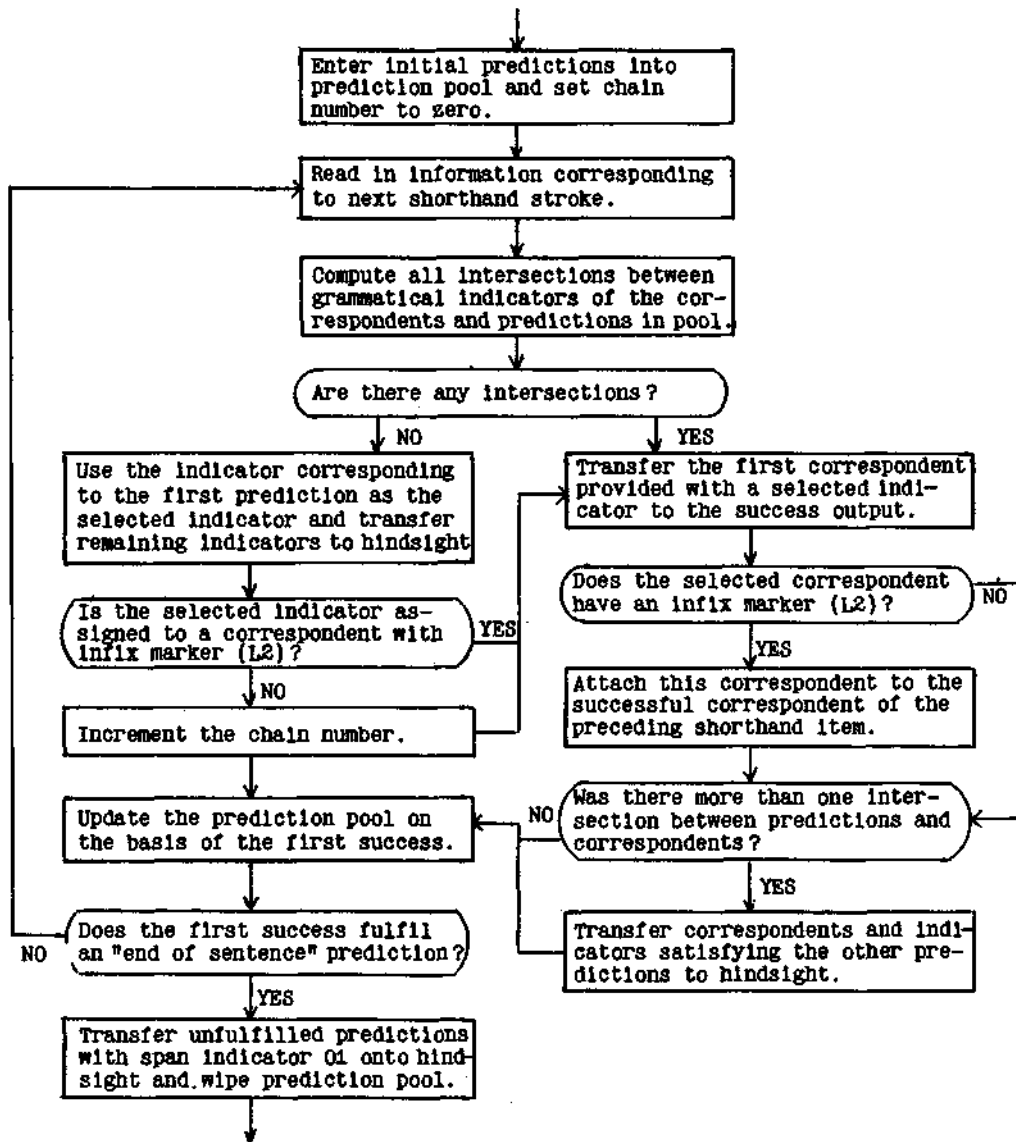 Enter initial predictions into
prediction pool and set chain
number to zero.
Read in information corresponding
to next shorthand stroke.
Compute all intersections between
grammatical indicators of the cor-
respondents and predictions in pool.
Are there any intersections?
NO
YES
Use the indicator corresponding
to the first prediction as the
selected indicator and transfer
remaining indicators to hindsight
Is the selected indicator as-
signed to a correspondent with
infix marker (L2)?
YES
NO
Increment the chain number.
Update the prediction pool on
the basis of the first success.
Does the first success fulfil
an "end of sentence" prediction?
NO
YES
Transfer unfulfilled predictions
with span indicator 01 onto hind-
sight and wipe prediction pool.
Transfer the first correspondent
provided with a selected indi-
cator to the success output.
Does the selected correspondent
have an infix marker (L2)?
NO
YES
Attach this correspondent to the
successful correspondent of the
preceding shorthand item.
Was there more than one inter-
section between predictions and
correspondents?
NO
YES
Transfer correspondents and indi-
cators satisfying the other pre-
dictions to hindsight.